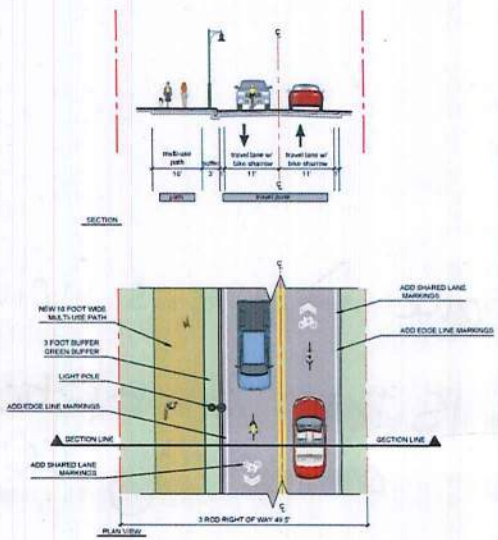 ℄
multi-use
path
travel lane w/
bike sharrow
travel lane w/
bike sharrow
10'
3'
11'
11'
℄
path
travel zone
SECTION
℄
NEW 10 FOOT WIDE
MULTI-USE PATH
3 FOOT BUFFER
GREEN BUFFER
LIGHT POLE
ADD EDGE LINE MARKINGS
SECTION LINE
ADD SHARED LANE
MARKINGS
ADD SHARED LANE
MARKINGS
ADD EDGE LINE MARKINGS
SECTION LINE
℄
3 ROD RIGHT OF WAY 49.5'
PLAN VIEW